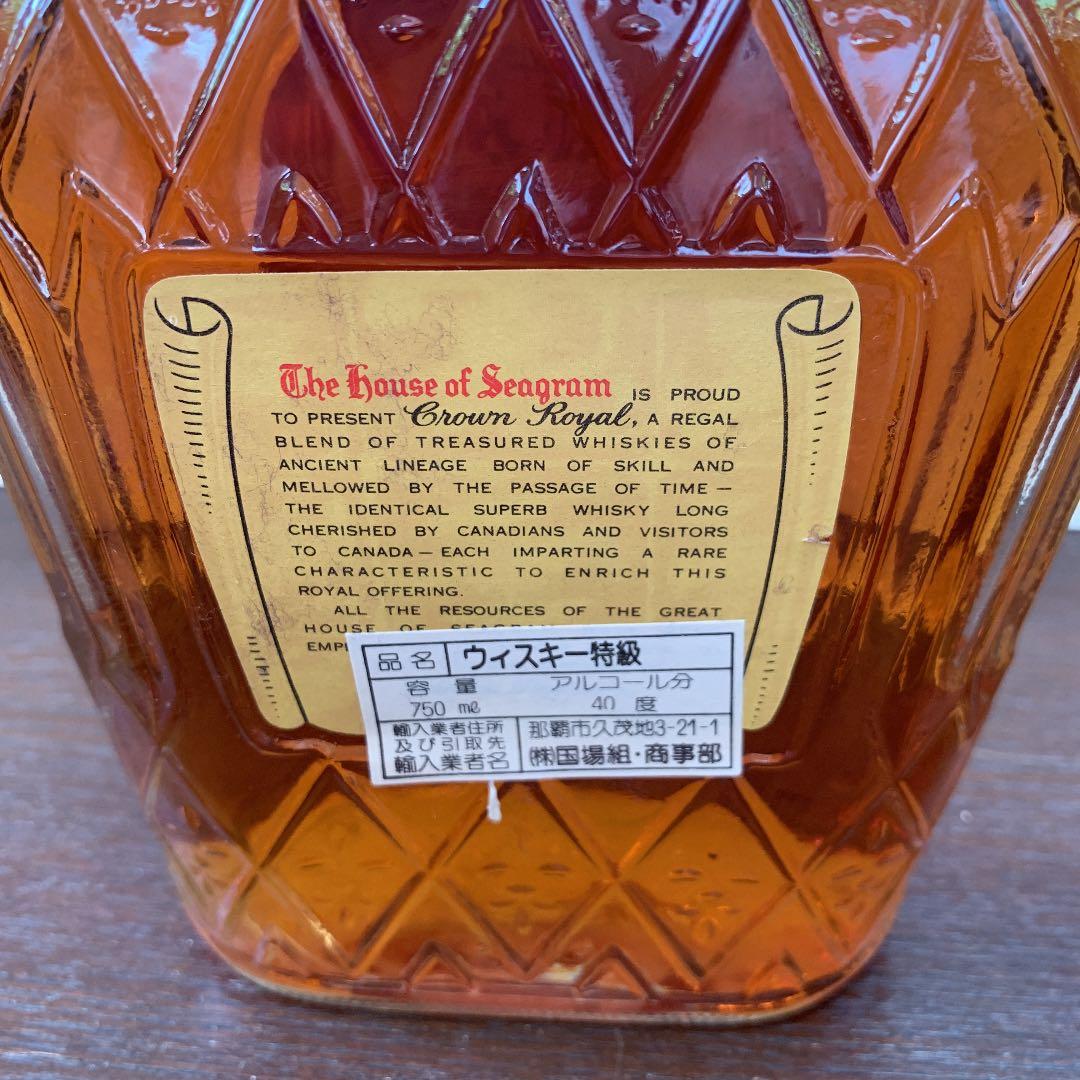 The House of Seagram IS PROUD
TO PRESENT Crown Royal, A REGAL
BLEND OF TREASURED WHISKIES OF
ANCIENT LINEAGE BORN OF SKILL AND
MELLOWED BY THE PASSAGE OF TIME —
THE IDENTICAL SUPERB WHISKY LONG
CHERISHED BY CANADIANS AND VISITORS
TO CANADA — EACH IMPARTING A RARE
CHARACTERISTIC TO ENRICH THIS
ROYAL OFFERING.
ALL THE RESOURCES OF THE GREAT
HOUSE OF SEAGRAM
品名 ウィスキー特級
容量 アルコール分
750 ml 40 度
輸入業者住所 那覇市久茂地3-21-1
及び引取先
輸入業者名 ㈱国場組・商事部